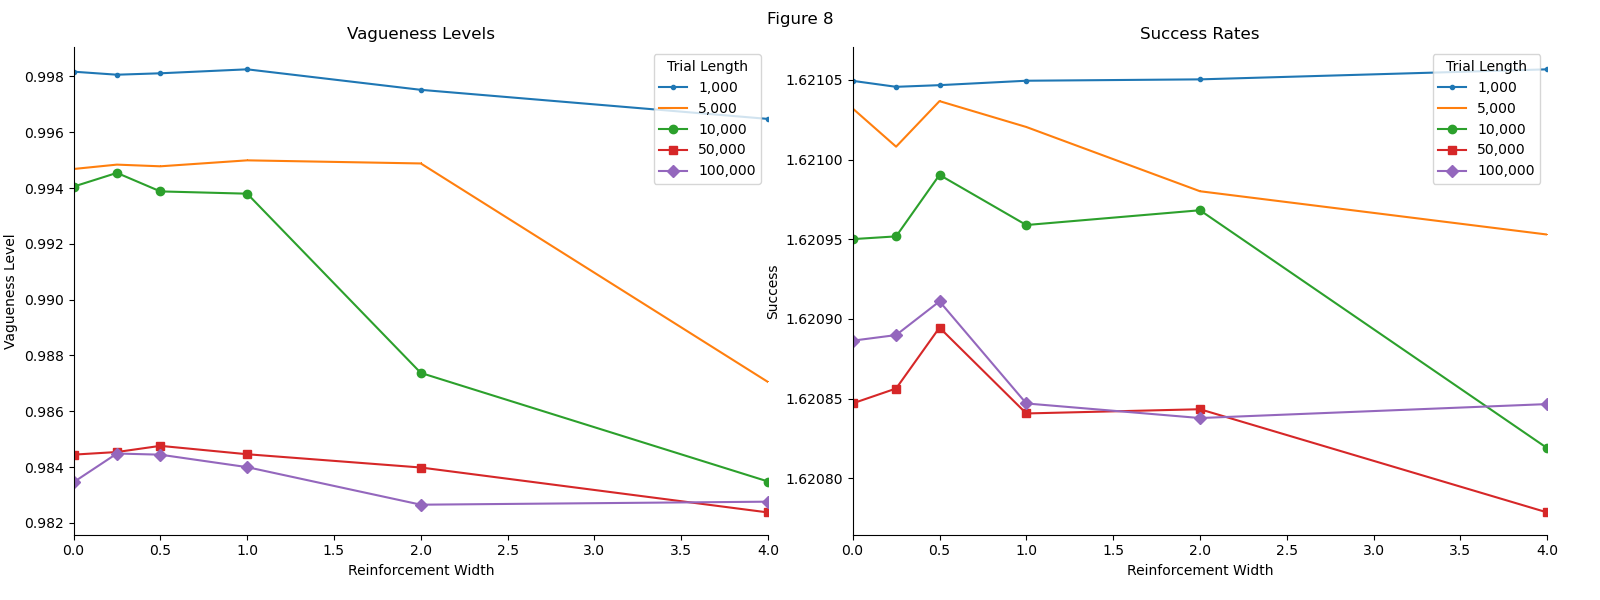 Figure 8
Vagueness Levels
Vagueness Level
0.998
0.996
0.994
0.992
0.990
0.988
0.986
0.984
0.982
0.0 0.5 1.0 1.5 2.0 2.5 3.0 3.5 4.0
Reinforcement Width
Trial Length
1,000
5,000
10,000
50,000
100,000
Success Rates
Success
1.62105
1.62100
1.62095
1.62090
1.62085
1.62080
0.0 0.5 1.0 1.5 2.0 2.5 3.0 3.5 4.0
Reinforcement Width
Trial Length
1,000
5,000
10,000
50,000
100,000